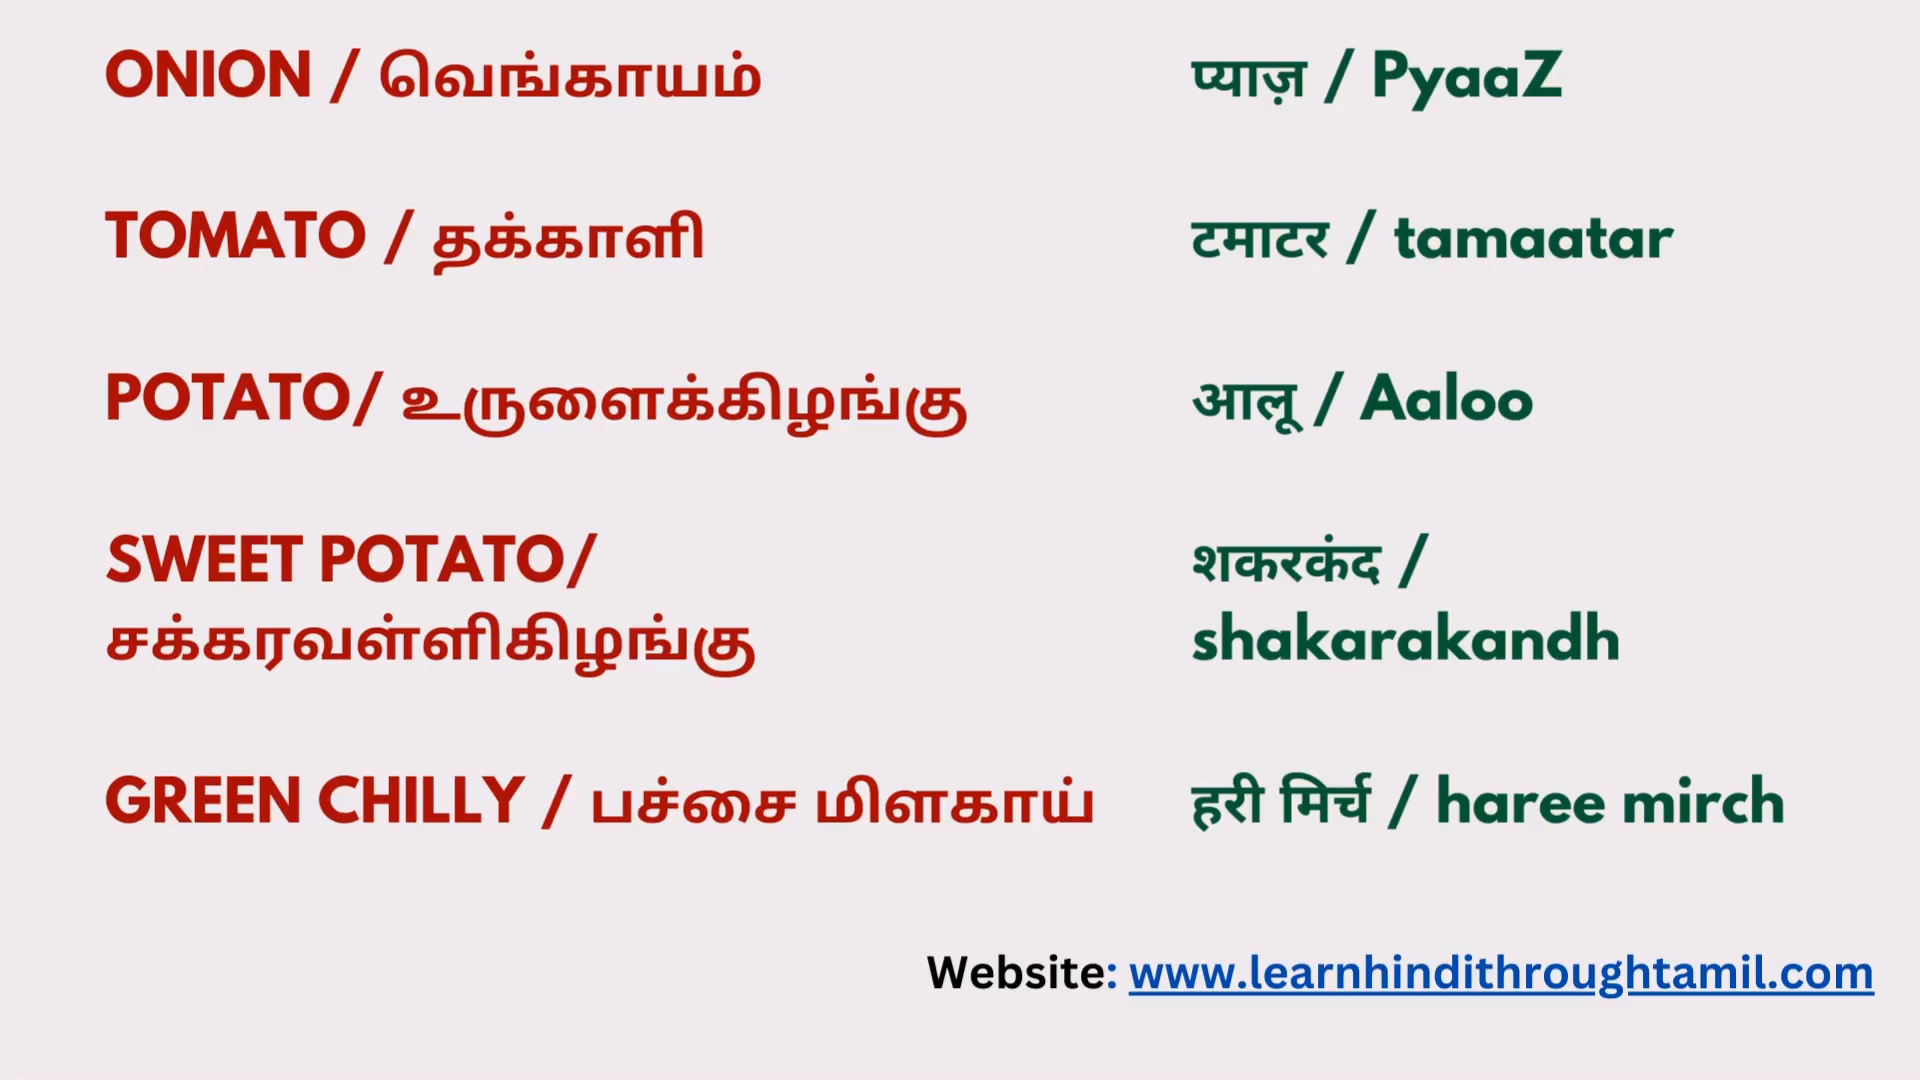 ONION / வெங்காயம்
प्याज़ / PyaaZ
TOMATO / தக்காளி
टमाटर / tamaatar
POTATO/ உருளைக்கிழங்கு
आलू / Aaloo
SWEET POTATO/
சக்கரவள்ளிகிழங்கு
शकरकंद /
shakarakandh
GREEN CHILLY / பச்சை மிளகாய்
हरी मिर्च / haree mirch
Website: www.learnhindithroughtamil.com